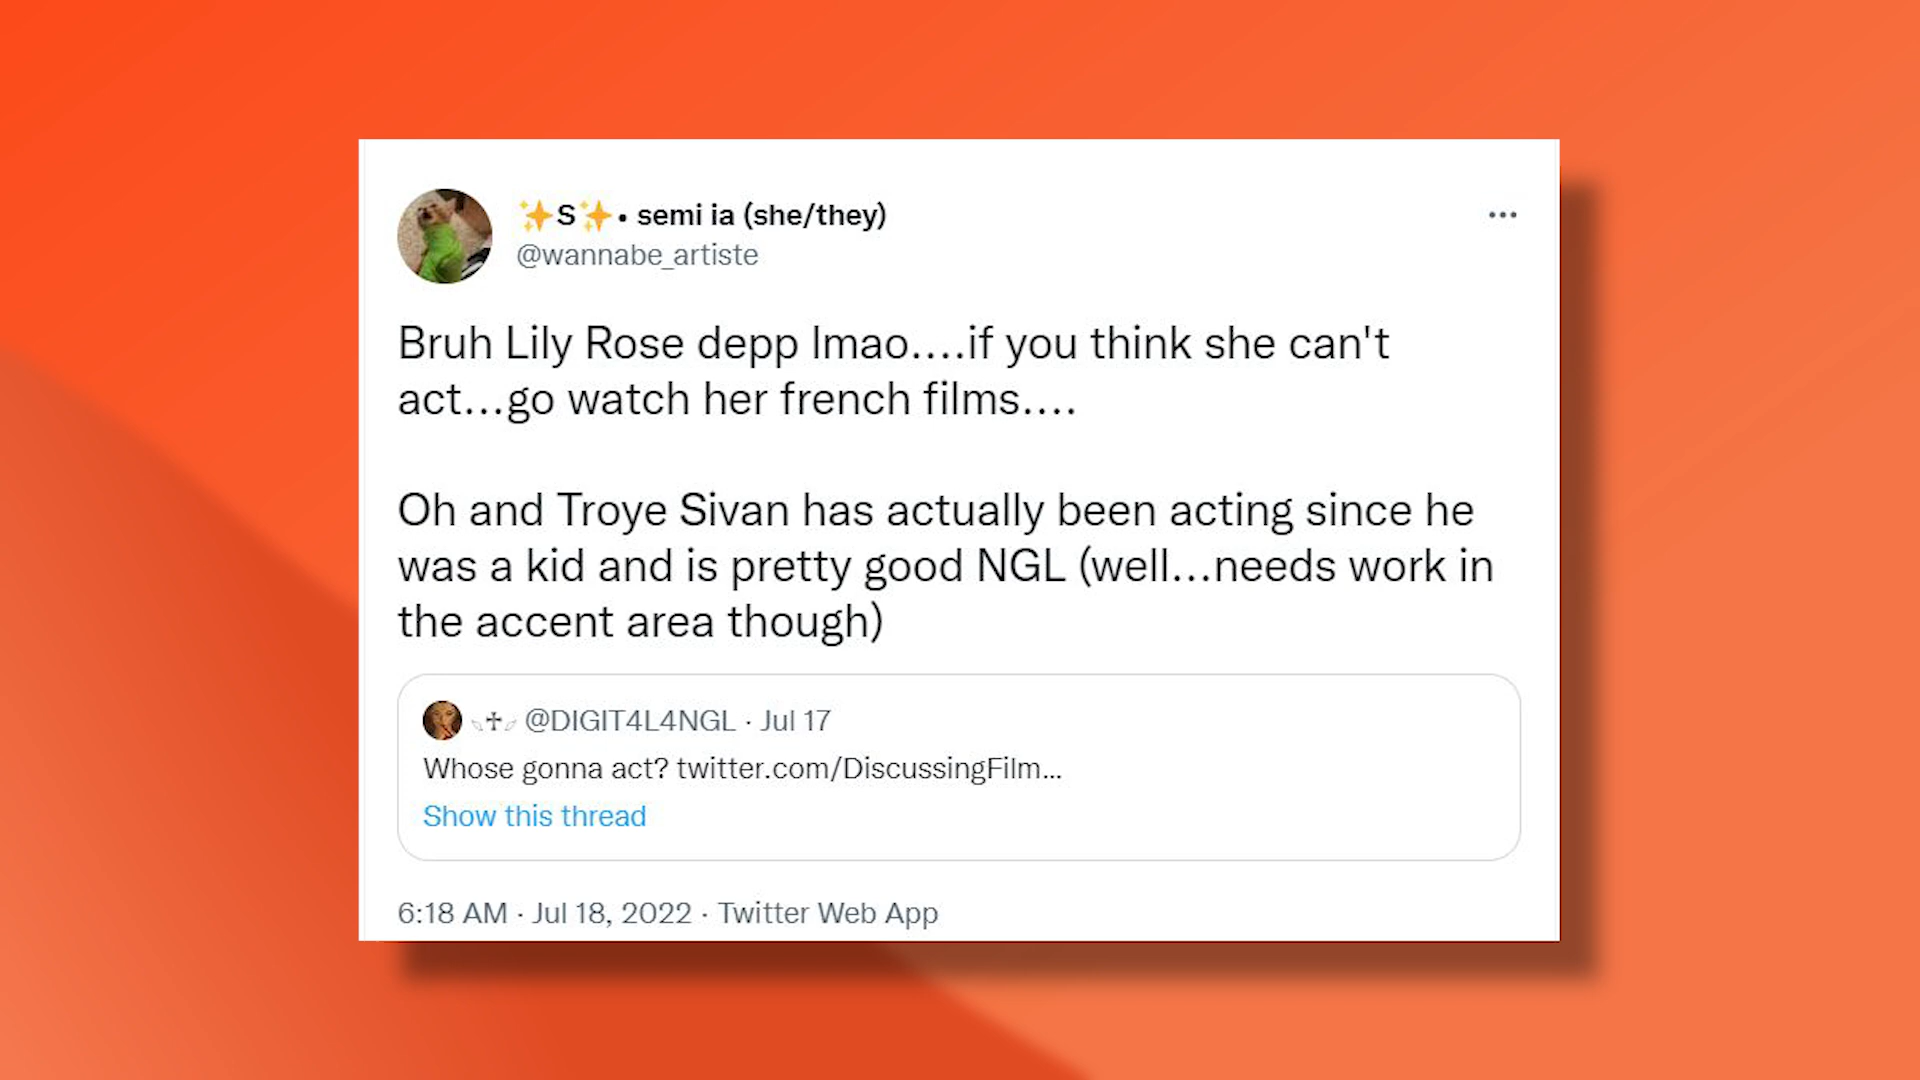 ✨S✨• semi ia (she/they)
@wannabe_artiste
Bruh Lily Rose depp lmao....if you think she can't
act...go watch her french films....
Oh and Troye Sivan has actually been acting since he
was a kid and is pretty good NGL (well...needs work in
the accent area though)
@DIGIT4L4NGL · Jul 17
Whose gonna act? twitter.com/DiscussingFilm...
Show this thread
6:18 AM · Jul 18, 2022 · Twitter Web App